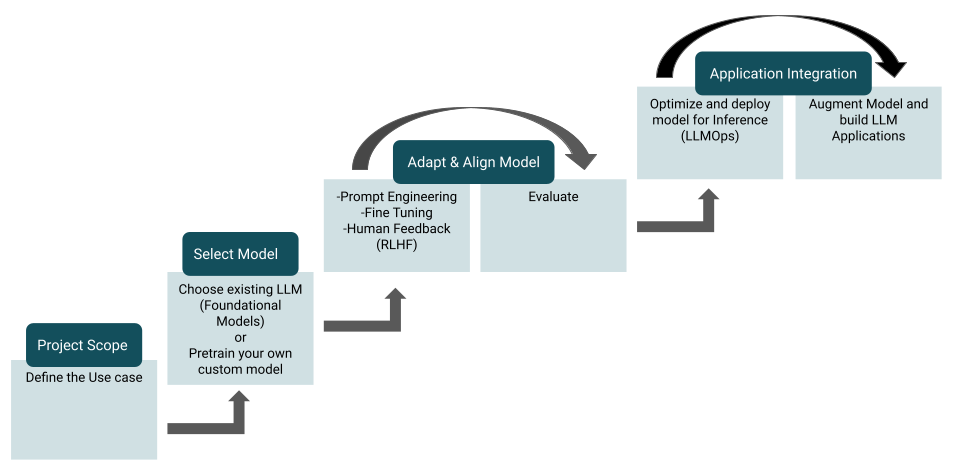 Project Scope
Define the Use case
Select Model
Choose existing LLM
(Foundational
Models)
or
Pretrain your own
custom model
Adapt & Align Model
-Prompt Engineering
-Fine Tuning
-Human Feedback
(RLHF)
Evaluate
Application Integration
Optimize and deploy
model for Inference
(LLMOps)
Augment Model and
build LLM
Applications